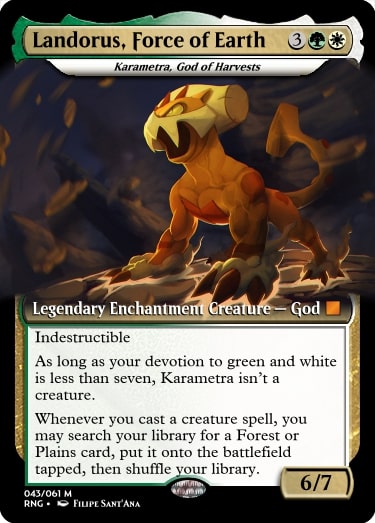 Landorus, Force of Earth 3
Karametra, God of Harvests
Legendary Enchantment Creature — God
Indestructible
As long as your devotion to green and white
is less than seven, Karametra isn't a
creature.
Whenever you cast a creature spell, you
may search your library for a Forest or
Plains card, put it onto the battlefield
tapped, then shuffle your library.
6/7
043/061 M
RNG • Filipe Sant'Ana